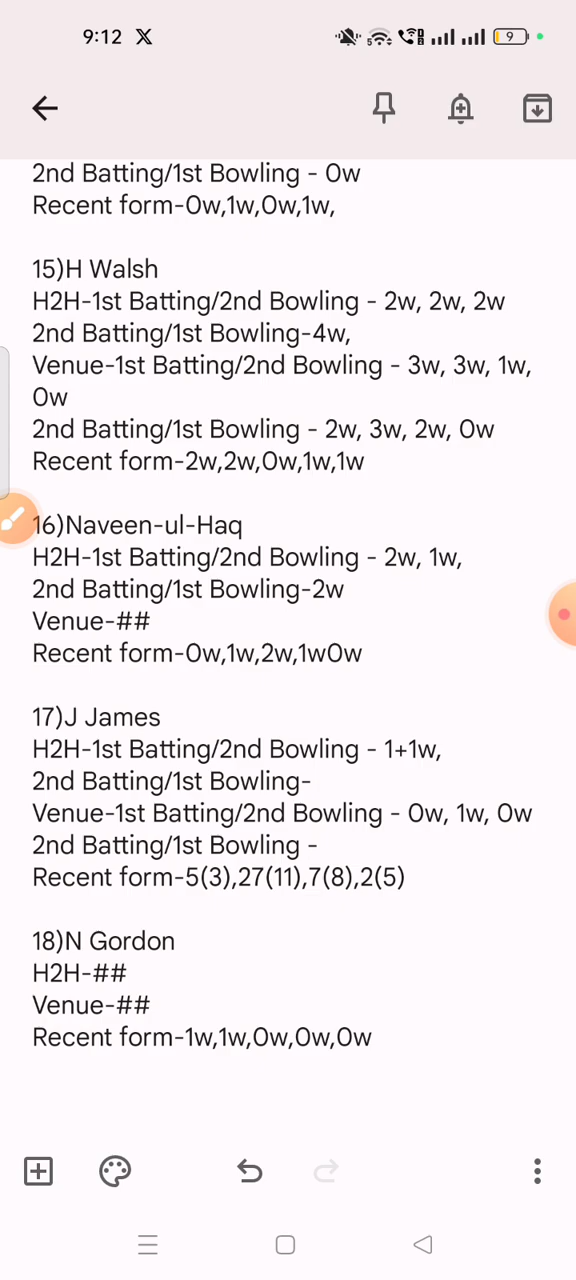 9:12 X
9
2nd Batting/1st Bowling - 0w
Recent form-0w,1w,0w,1w,
15)H Walsh
H2H-1st Batting/2nd Bowling - 2w, 2w, 2w
2nd Batting/1st Bowling-4w,
Venue-1st Batting/2nd Bowling - 3w, 3w, 1w,
0w
2nd Batting/1st Bowling - 2w, 3w, 2w, 0w
Recent form-2w,2w,0w,1w,1w
16)Naveen-ul-Haq
H2H-1st Batting/2nd Bowling - 2w, 1w,
2nd Batting/1st Bowling-2w
Venue-##
Recent form-0w,1w,2w,1w0w
17)J James
H2H-1st Batting/2nd Bowling - 1+1w,
2nd Batting/1st Bowling-
Venue-1st Batting/2nd Bowling - 0w, 1w, 0w
2nd Batting/1st Bowling -
Recent form-5(3),27(11),7(8),2(5)
18)N Gordon
H2H-##
Venue-##
Recent form-1w,1w,0w,0w,0w